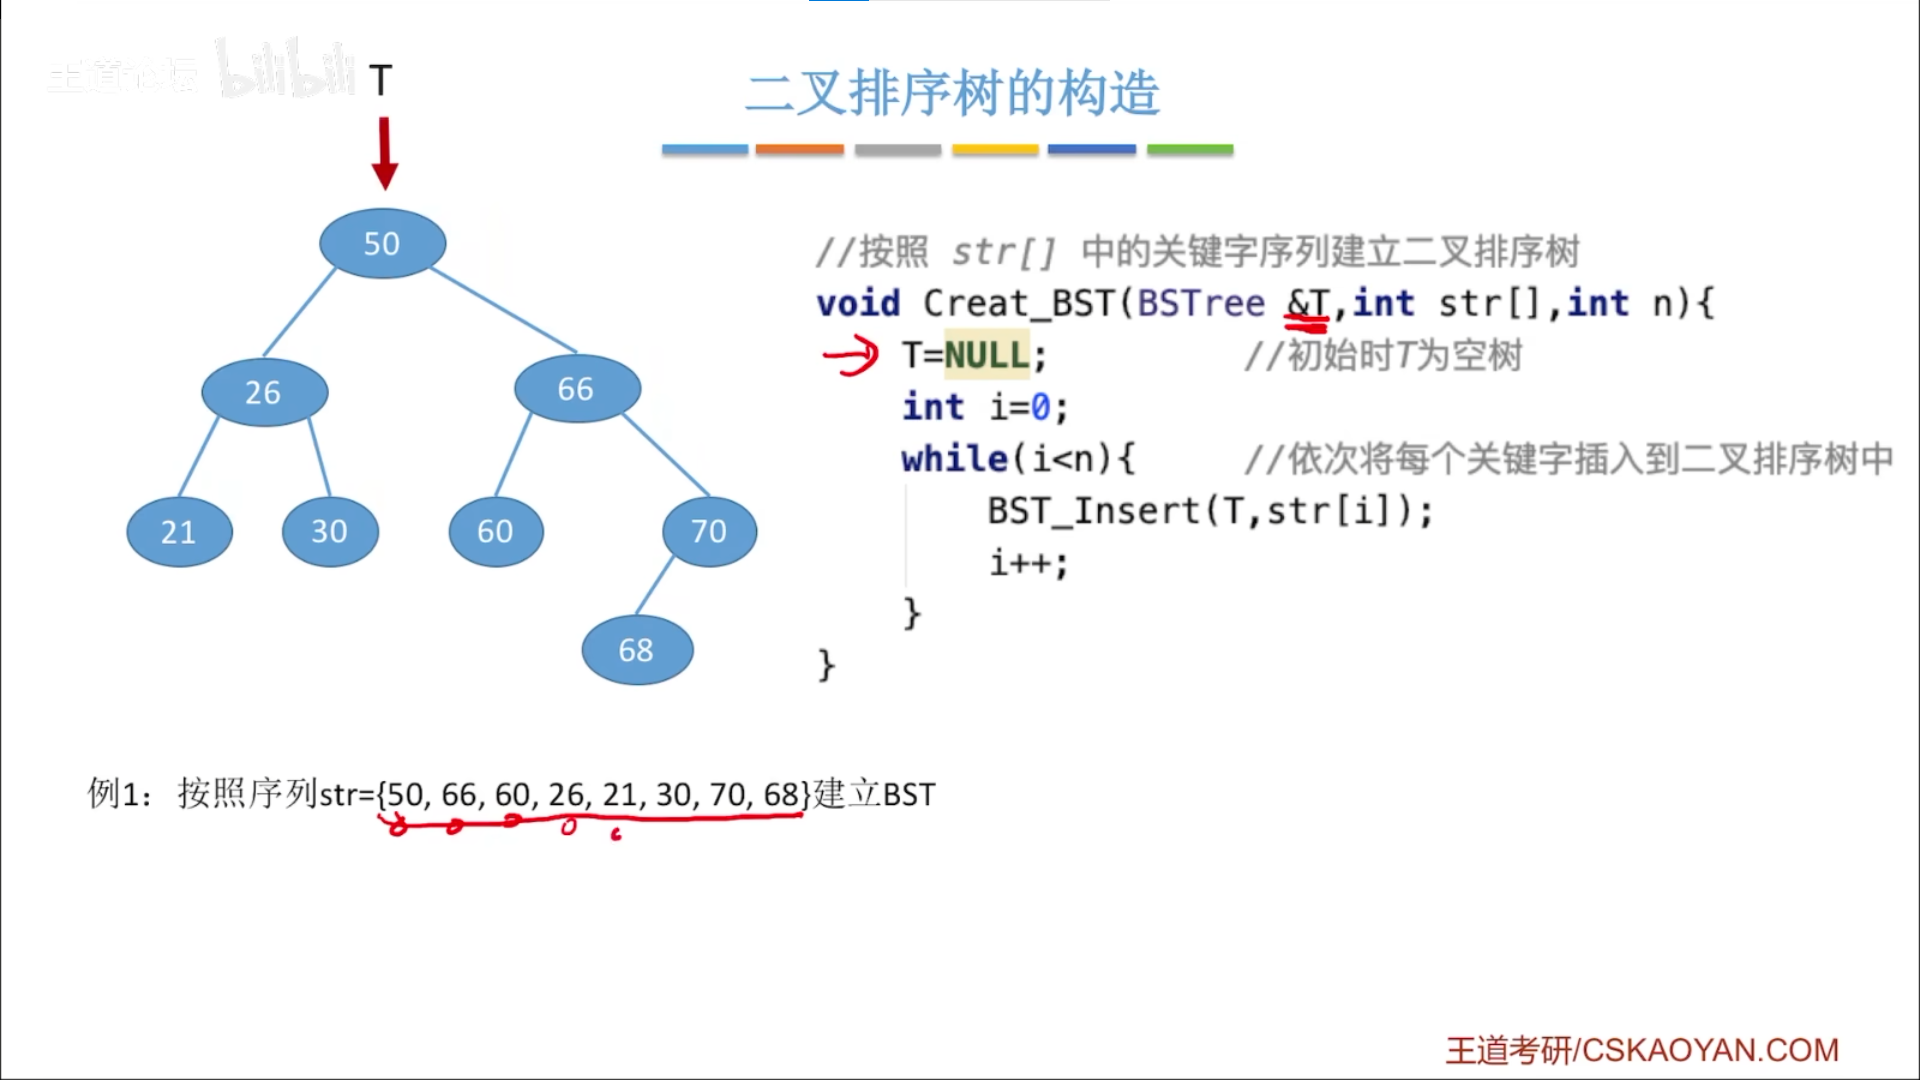 王道论坛 bilibili
T
二叉排序树的构造
50
26
66
21
30
60
70
68
//按照 str[] 中的关键字序列建立二叉排序树
void Creat_BST(BSTree &T,int str[],int n){
T=NULL; //初始时T为空树
int i=0;
while(i<n){ //依次将每个关键字插入到二叉排序树中
BST_Insert(T,str[i]);
i++;
}
}
例1：按照序列str={50, 66, 60, 26, 21, 30, 70, 68}建立BST
王道考研/CSKAOYAN.COM